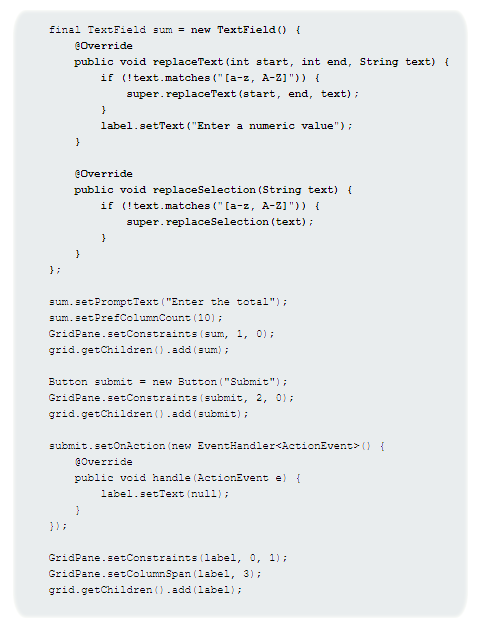 final TextField sum = new TextField() {
    @Override
    public void replaceText(int start, int end, String text) {
        if (!text.matches("[a-z, A-Z]")) {
            super.replaceText(start, end, text);
        }
        label.setText("Enter a numeric value");
    }

    @Override
    public void replaceSelection(String text) {
        if (!text.matches("[a-z, A-Z]")) {
            super.replaceSelection(text);
        }
    }
};

sum.setPromptText("Enter the total");
sum.setPrefColumnCount(10);
GridPane.setConstraints(sum, 1, 0);
grid.getChildren().add(sum);

Button submit = new Button("Submit");
GridPane.setConstraints(submit, 2, 0);
grid.getChildren().add(submit);

submit.setOnAction(new EventHandler<ActionEvent>() {
    @Override
    public void handle(ActionEvent e) {
        label.setText(null);
    }
});

GridPane.setConstraints(label, 0, 1);
GridPane.setColumnSpan(label, 3);
grid.getChildren().add(label);